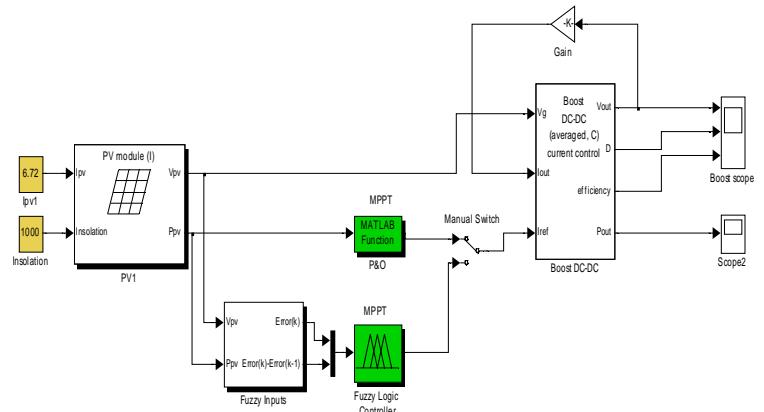 -K-
Gain
Boost
DC-DC
(averaged, C)
current control
Vg
Iout
Iref
Vout
D
efficiency
Pout
Boost DC-DC
Boost scope
Scope2
6.72
Ipv1
1000
Insolation
PV module (I)
Ipv
Insolation
Vpv
Ppv
PV1
MPPT
MATLAB
Function
P&O
Manual Switch
Vpv
Ppv
Error(k)
Error(k)-Error(k-1)
Fuzzy Inputs
MPPT
Fuzzy Logic
Controller